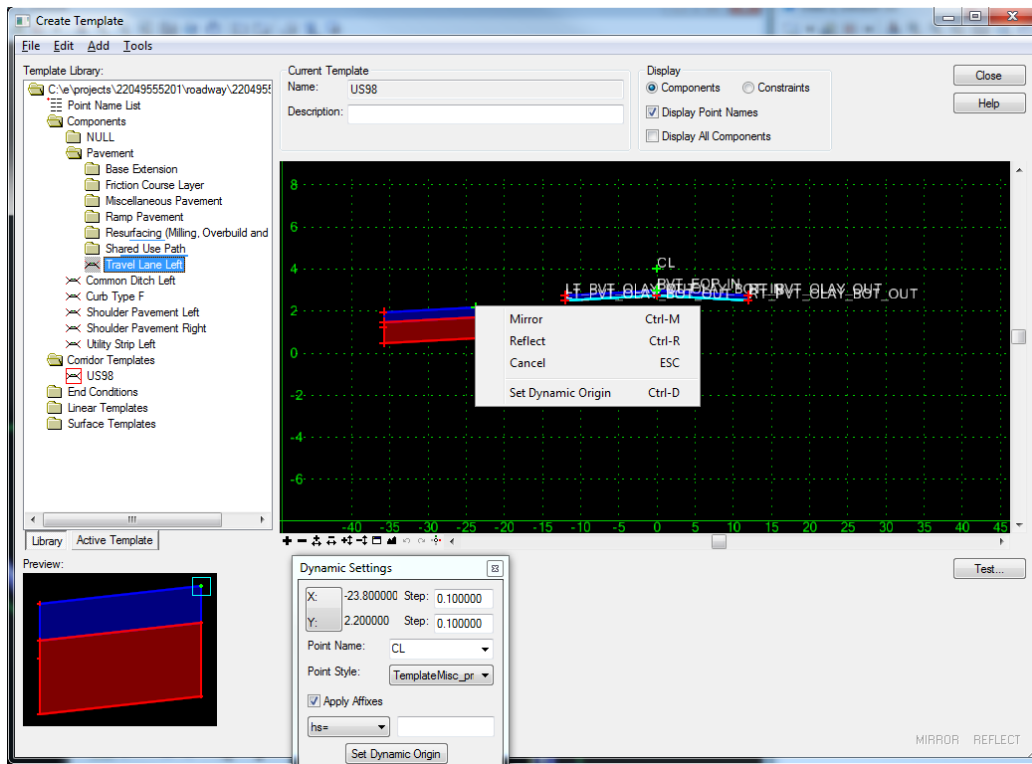 Create Template
File Edit Add Tools
Template Library:
C:\e\projects\22049555201\roadway\2204955
Point Name List
Components
NULL
Pavement
Base Extension
Friction Course Layer
Miscellaneous Pavement
Ramp Pavement
Resurfacing (Milling, Overbuild and
Shared Use Path
Travel Lane Left
Common Ditch Left
Curb Type F
Shoulder Pavement Left
Shoulder Pavement Right
Utility Strip Left
Corridor Templates
US98
End Conditions
Linear Templates
Surface Templates
Library Active Template
Current Template
Name: US98
Description:
Display
Components Constraints
Display Point Names
Display All Components
Close
Help
8
6
4
2
0
-2
-4
-6
CL
-40 -35 -30 -25 -20 -15 -10 -5 0 5 10 15 20 25 30 35 40 45
Mirror Ctrl-M
Reflect Ctrl-R
Cancel ESC
Set Dynamic Origin Ctrl-D
Preview:
Dynamic Settings
X: -23.800000 Step: 0.100000
Y: 2.200000 Step: 0.100000
Point Name: CL
Point Style: TemplateMisc_pr
Apply Affixes
hs=
Set Dynamic Origin
Test...
MIRROR REFLECT